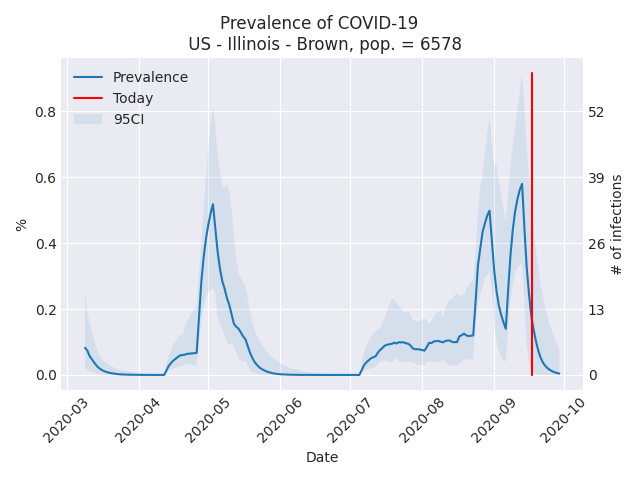 Prevalence of COVID-19
US - Illinois - Brown, pop. = 6578
Prevalence
Today
95CI
0.8
0.6
0.4
0.2
0.0
%
52
39
26
13
0
# of infections
2020-03
2020-04
2020-05
2020-06
2020-07
2020-08
2020-09
2020-10
Date